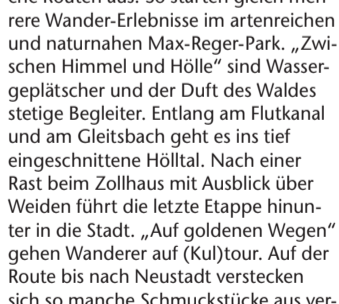 che Routen aus. So starten gleich meh-
rere Wander-Erlebnisse im artenreichen
und naturnahen Max-Reger-Park. „Zwi-
schen Himmel und Hölle“ sind Wasser-
geplätscher und der Duft des Waldes
stetige Begleiter. Entlang am Flutkanal
und am Gleitsbach geht es ins tief
eingeschnittene Hölltal. Nach einer
Rast beim Zollhaus mit Ausblick über
Weiden führt die letzte Etappe hinun-
ter in die Stadt. „Auf goldenen Wegen“
gehen Wanderer auf (Kul)tour. Auf der
Route bis nach Neustadt verstecken
sich so manche Schmuckstücke aus ver-